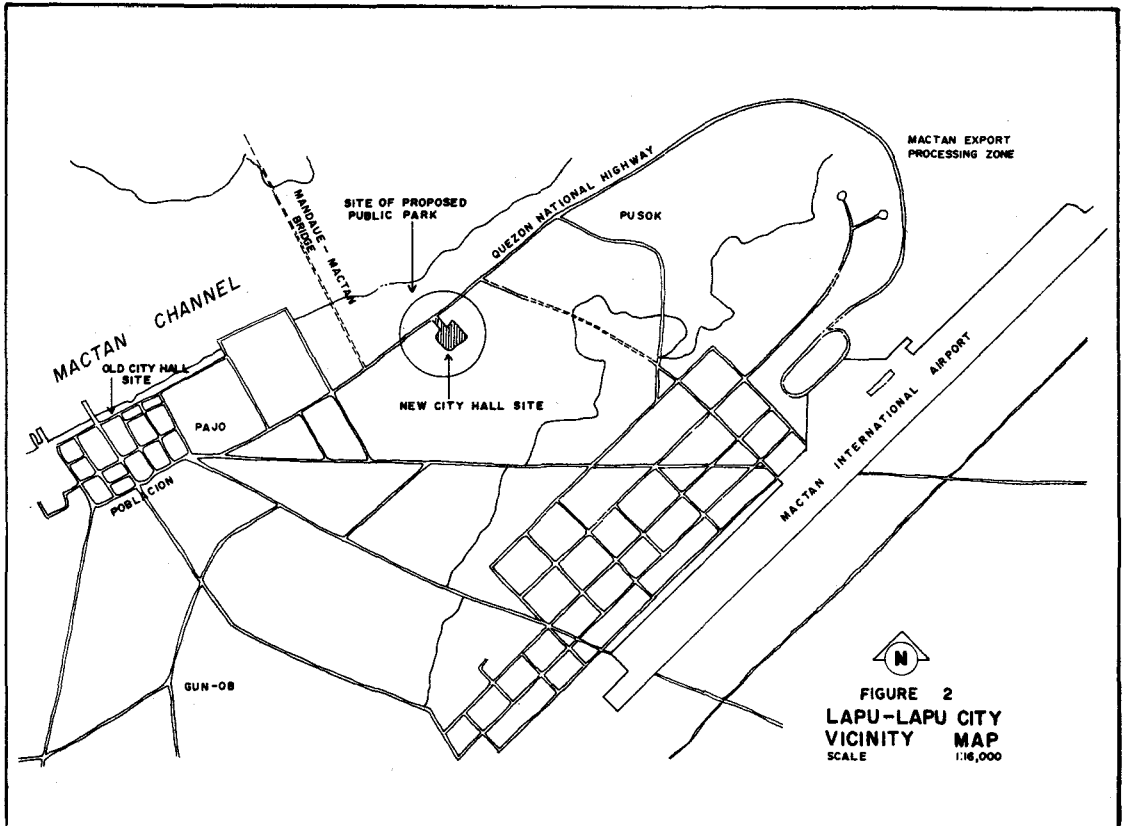 MACTAN EXPORT
PROCESSING ZONE
QUEZON NATIONAL HIGHWAY
MANDAUE - MACTAN
BRIDGE
SITE OF PROPOSED
PUBLIC PARK
PUSOK
MACTAN CHANNEL
OLD CITY HALL
SITE
NEW CITY HALL SITE
PAJO
POBLACION
MACTAN INTERNATIONAL AIRPORT
GUN-OB
N
FIGURE 2
LAPU-LAPU CITY
VICINITY MAP
SCALE 1:16,000